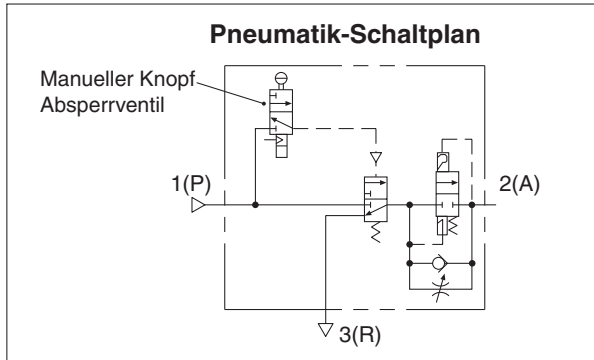 Pneumatik-Schaltplan
Manueller Knopf
Absperrventil
1(P)
2(A)
3(R)